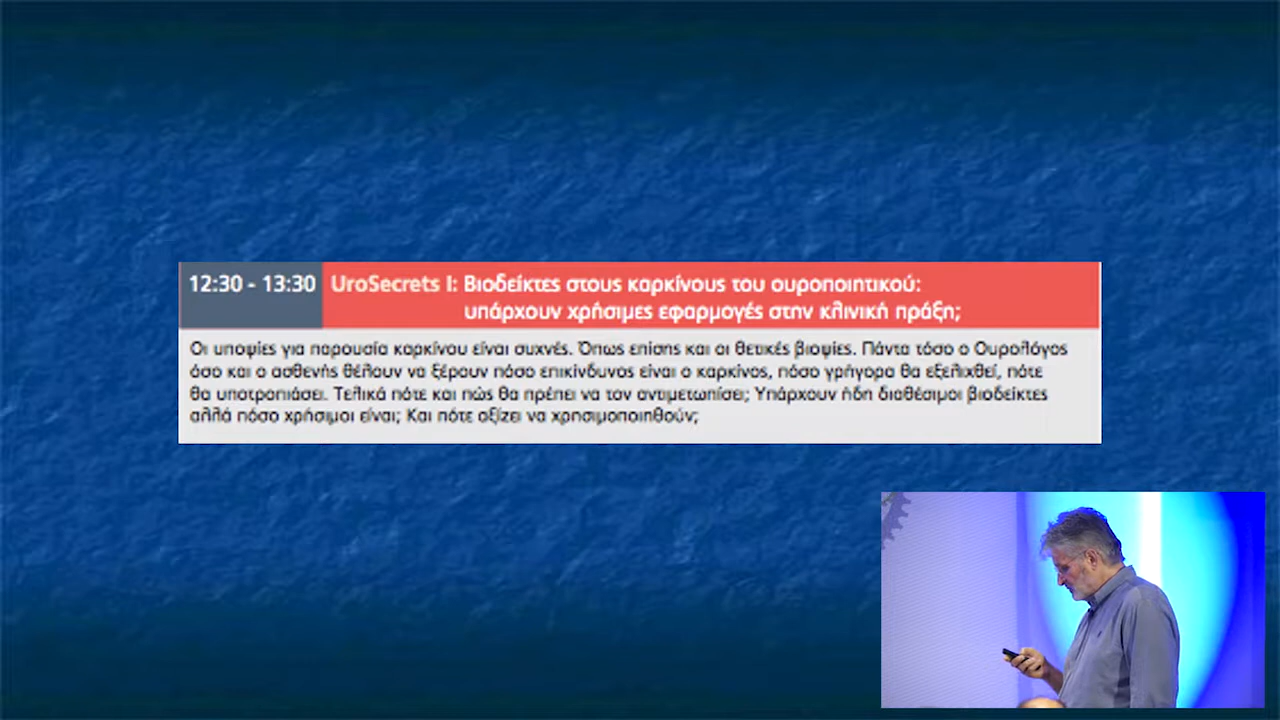 12:30 - 13:30
UroSecrets I: Βιοδείκτες στους καρκίνους του ουροποιητικού:
υπάρχουν χρήσιμες εφαρμογές στην κλινική πράξη;
Οι υποψίες για παρουσία καρκίνου είναι συχνές. Όπως επίσης και οι θετικές βιοψίες. Πάντα τόσο ο Ουρολόγος
όσο και ο ασθενής θέλουν να ξέρουν πόσο επικίνδυνος είναι ο καρκίνος, πόσο γρήγορα θα εξελιχθεί, πότε
θα υποτροπιάσει. Τελικά πότε και πώς θα πρέπει να τον αντιμετωπίσει; Υπάρχουν ήδη διαθέσιμοι βιοδείκτες
αλλά πόσο χρήσιμοι είναι; Και πότε αξίζει να χρησιμοποιηθούν;